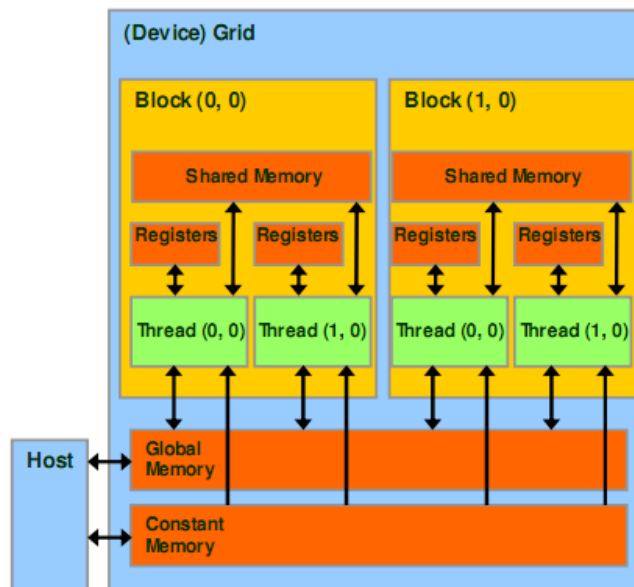 (Device) Grid
Block (0, 0)
Block (1, 0)
Shared Memory
Shared Memory
Registers
Registers
Registers
Registers
Thread (0, 0)
Thread (1, 0)
Thread (0, 0)
Thread (1, 0)
Host
Global
Memory
Constant
Memory